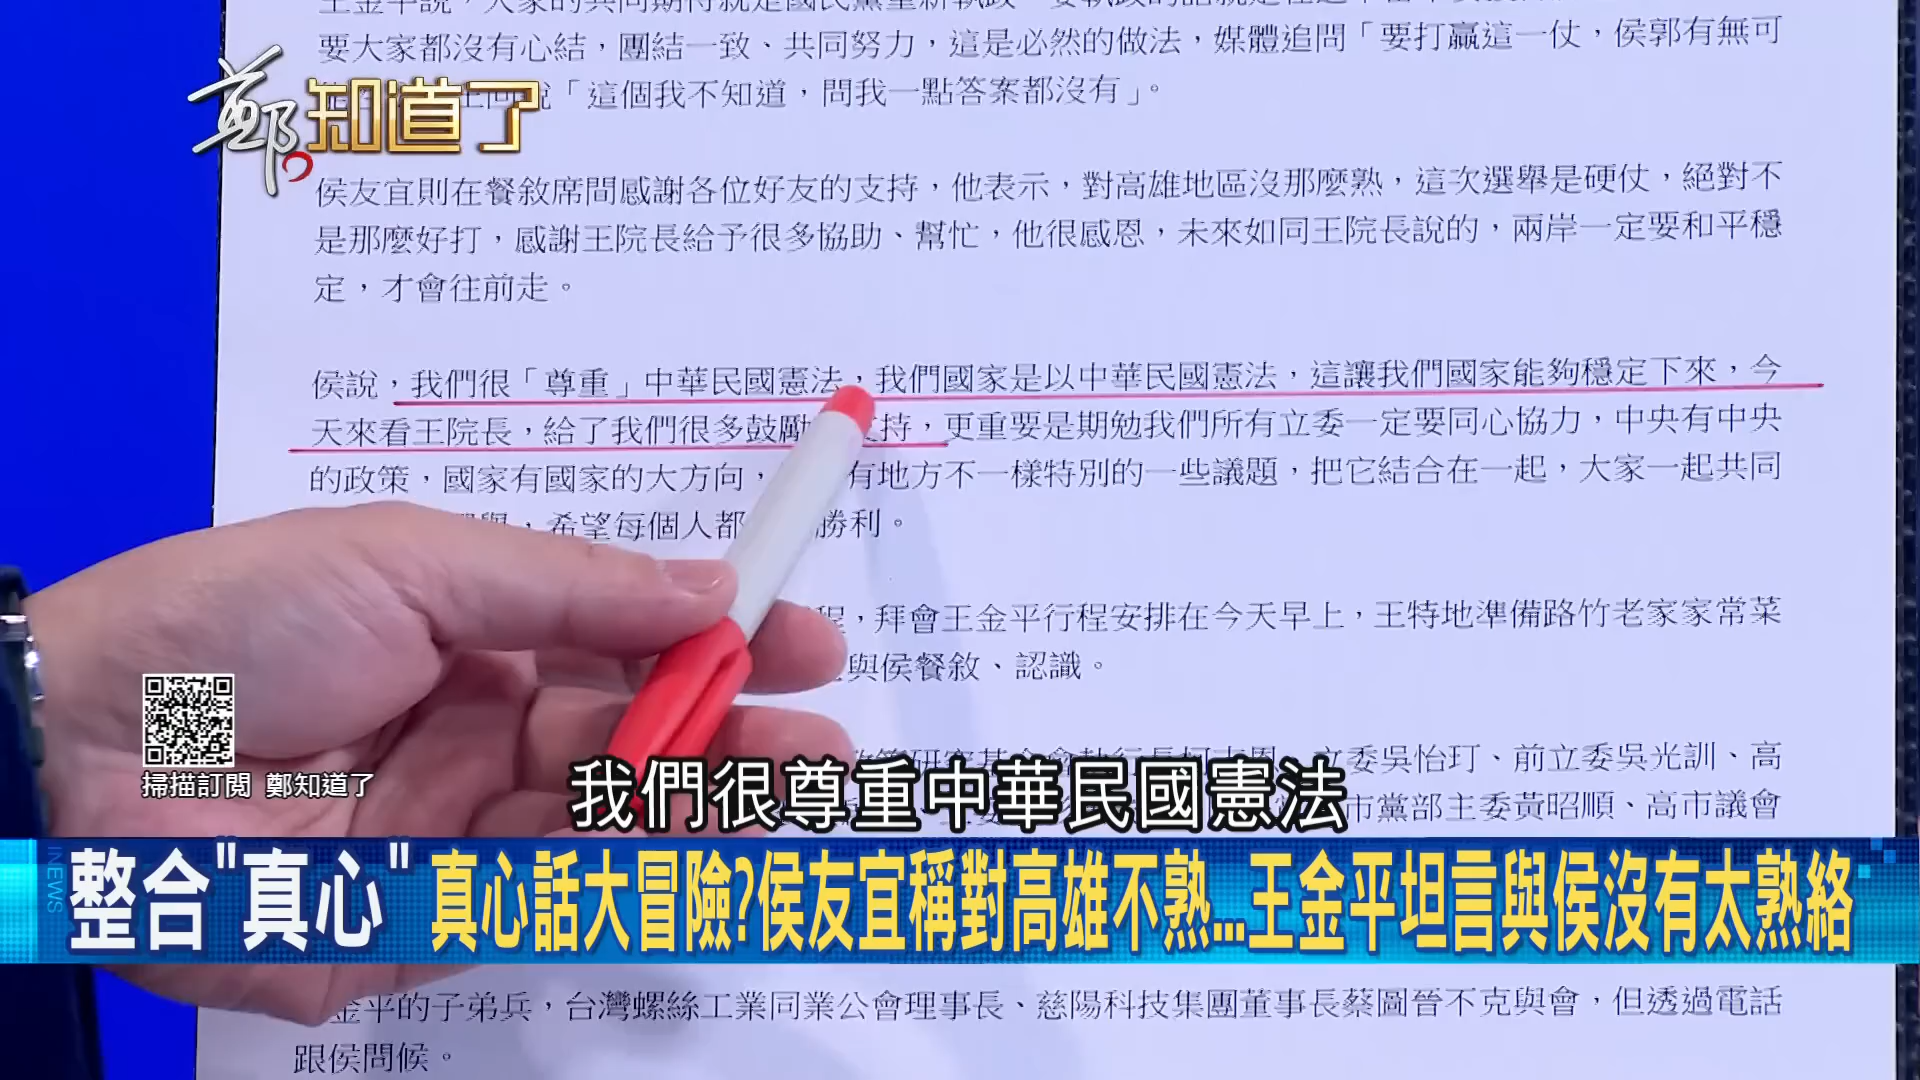 要大家都沒有心結，團結一致、共同努力，這是必然的做法，媒體追問「要打贏這一仗，侯郭有無可
說「這個我不知道，問我一點答案都沒有」。
鄭知道了
侯友宜則在餐敘席間感謝各位好友的支持，他表示，對高雄地區沒那麼熟，這次選舉是硬仗，絕對不
是那麼好打，感謝王院長給予很多協助、幫忙，他很感恩，未來如同王院長說的，兩岸一定要和平穩
定，才會往前走。
侯說，我們很「尊重」中華民國憲法，我們國家是以中華民國憲法，這讓我們國家能夠穩定下來，今
天來看王院長，給了我們很多鼓勵 支持，更重要是期勉我們所有立委一定要同心協力，中央有中央
的政策，國家有國家的大方向， 有地方不一樣特別的一些議題，把它結合在一起，大家一起共同
，希望每個人都 勝利。
程，拜會王金平行程安排在今天早上，王特地準備路竹老家家常菜
與侯餐敘、認識。
立委吳怡玎、前立委吳光訓、高
市黨部主委黃昭順、高市議會
掃描訂閱 鄭知道了
我們很尊重中華民國憲法
INEWS
整合"真心" 真心話大冒險?侯友宜稱對高雄不熟...王金平坦言與侯沒有太熟絡
金平的子弟兵，台灣螺絲工業同業公會理事長、慈陽科技集團董事長蔡圖晉不克與會，但透過電話
跟侯問候。